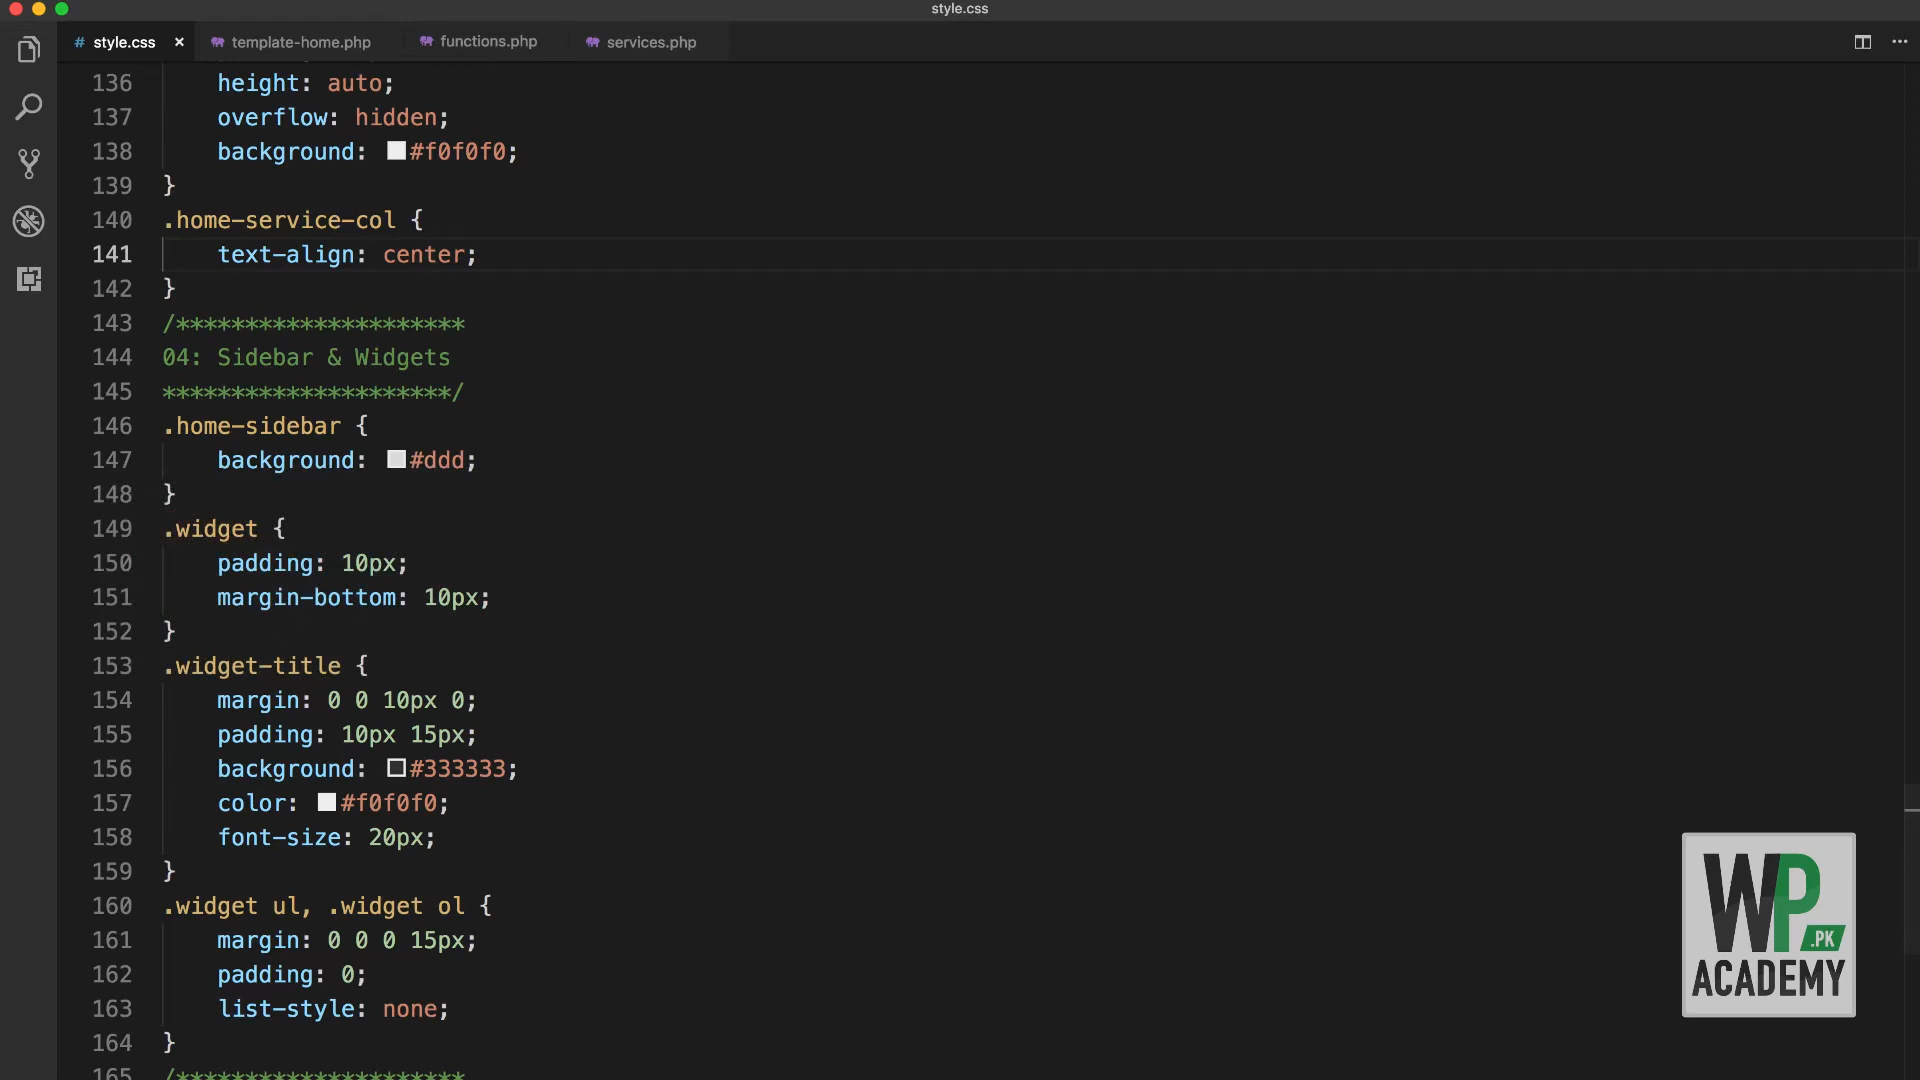 style.css
# style.css ×
template-home.php
functions.php
services.php
136 height: auto;
137 overflow: hidden;
138 background: #f0f0f0;
139 }
140 .home-service-col {
141 text-align: center;
142 }
143 /*********************
144 04: Sidebar & Widgets
145 *********************/
146 .home-sidebar {
147 background: #ddd;
148 }
149 .widget {
150 padding: 10px;
151 margin-bottom: 10px;
152 }
153 .widget-title {
154 margin: 0 0 10px 0;
155 padding: 10px 15px;
156 background: #333333;
157 color: #f0f0f0;
158 font-size: 20px;
159 }
160 .widget ul, .widget ol {
161 margin: 0 0 0 15px;
162 padding: 0;
163 list-style: none;
164 }
165 /*********************
WP
.PK
ACADEMY